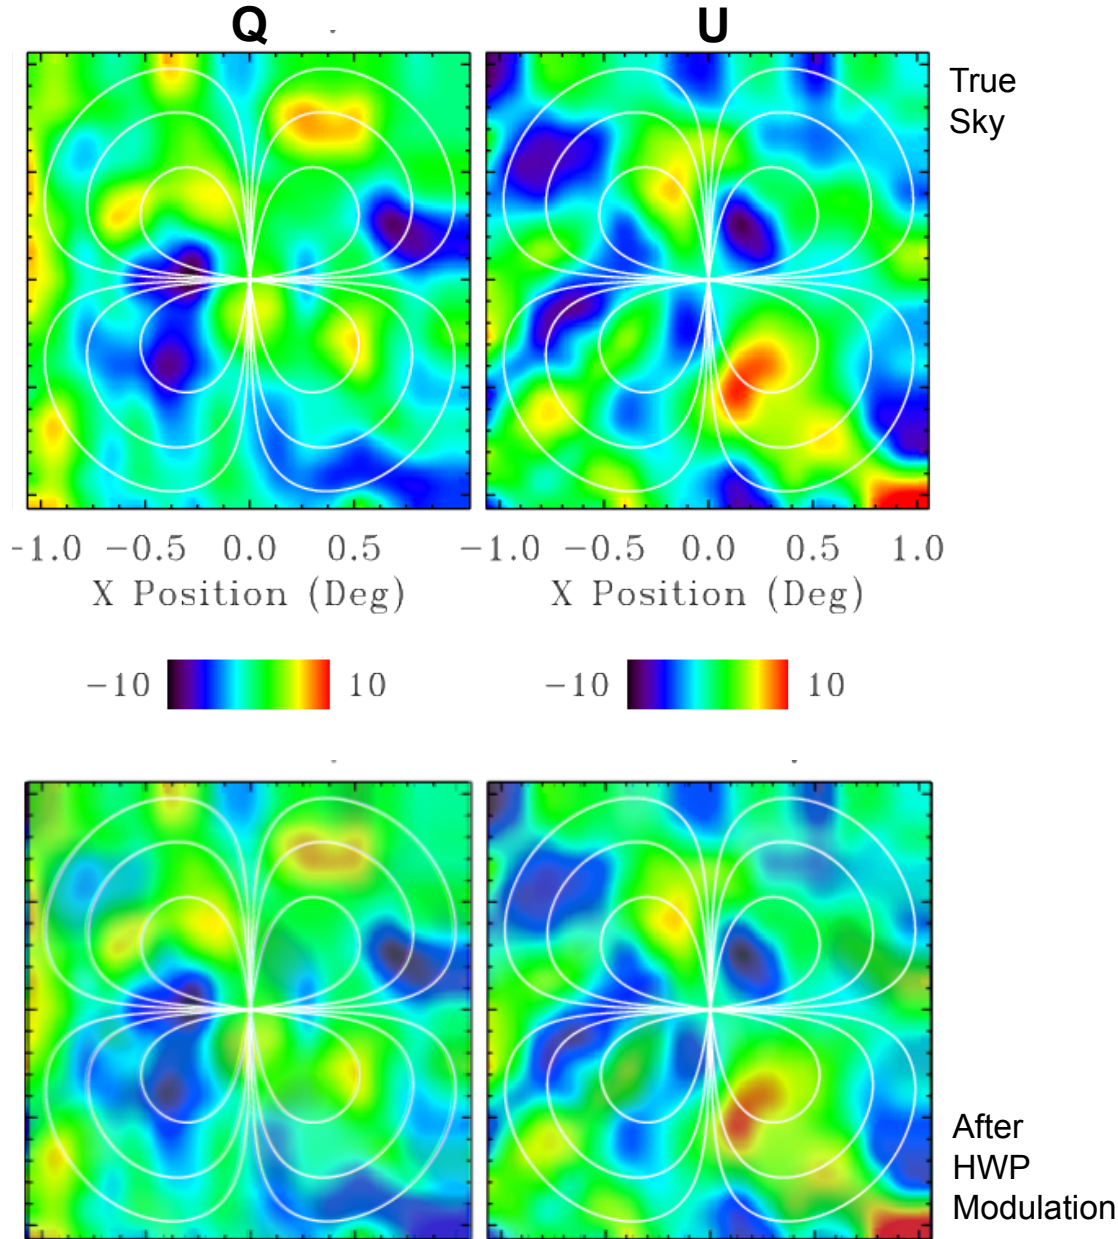 Q U
True
Sky
-1.0 -0.5 0.0 0.5 -1.0 -0.5 0.0 0.5 1.0
X Position (Deg) X Position (Deg)
-10 10 -10 10
After
HWP
Modulation